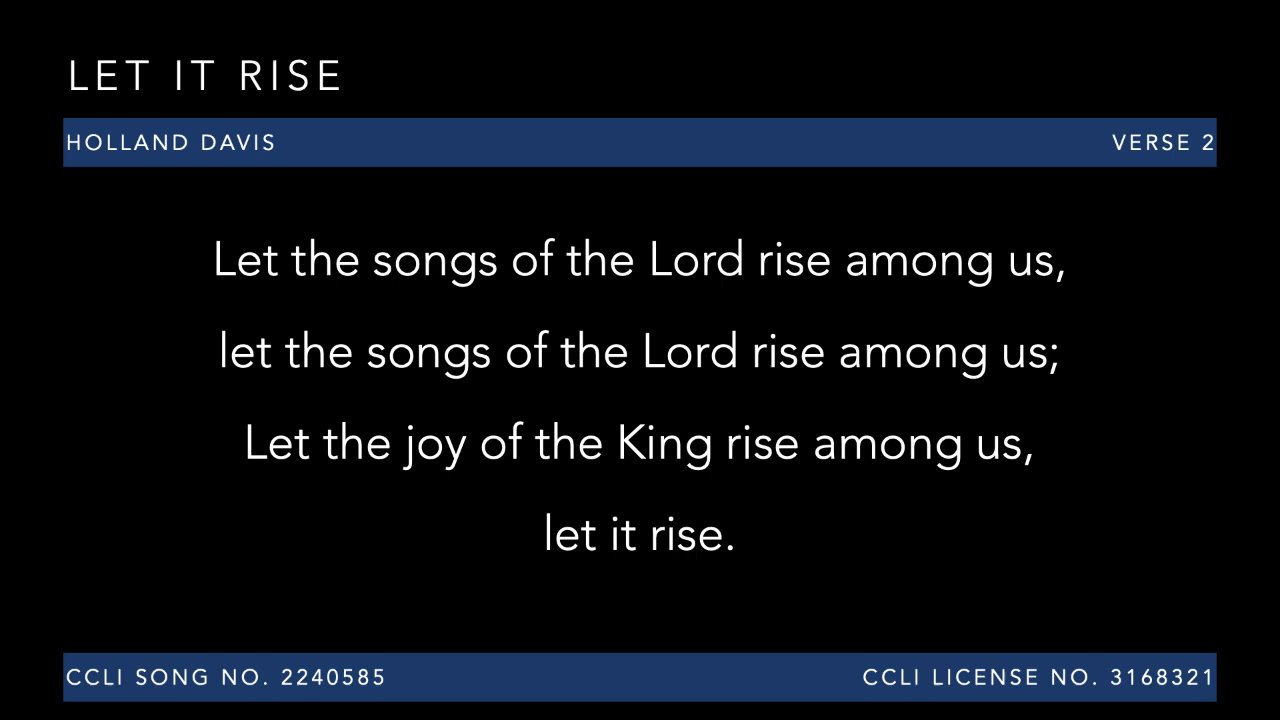 LET IT RISE
HOLLAND DAVIS VERSE 2
Let the songs of the Lord rise among us,
let the songs of the Lord rise among us;
Let the joy of the King rise among us,
let it rise.
CCLI SONG NO. 2240585 CCLI LICENSE NO. 3168321